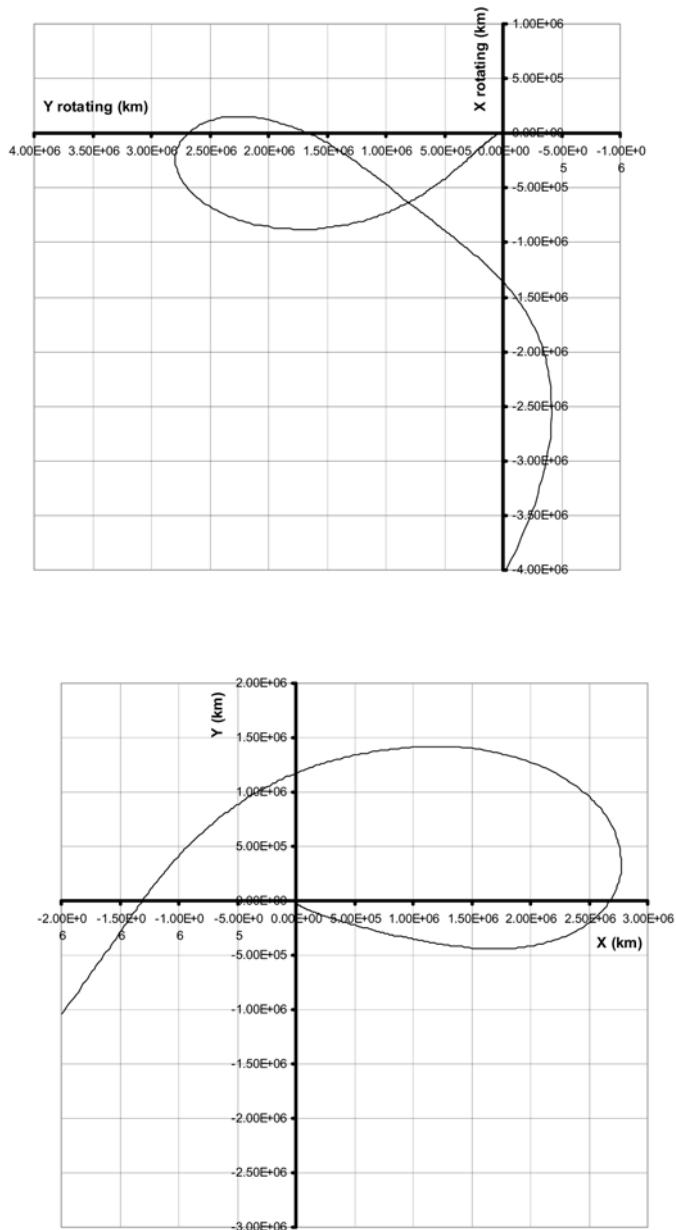 X rotating (km)
1.00E+06
5.00E+05
Y rotating (km)
0.00E+00
4.00E+06 3.50E+06 3.00E+06 2.50E+06 2.00E+06 1.50E+06 1.00E+06 5.00E+05 0.00E+00 -5.00E+0 -1.00E+0
5 6
-5.00E+05
-1.00E+06
-1.50E+06
-2.00E+06
-2.50E+06
-3.00E+06
-3.50E+06
-4.00E+06
Y (km)
2.00E+06
1.50E+06
1.00E+06
5.00E+05
0.00E+00
-2.00E+0 -1.50E+0 -1.00E+0 -5.00E+0 0.00E+00 5.00E+05 1.00E+06 1.50E+06 2.00E+06 2.50E+06 3.00E+06
6 6 6 5
X (km)
-5.00E+05
-1.00E+06
-1.50E+06
-2.00E+06
-2.50E+06
-3.00E+06